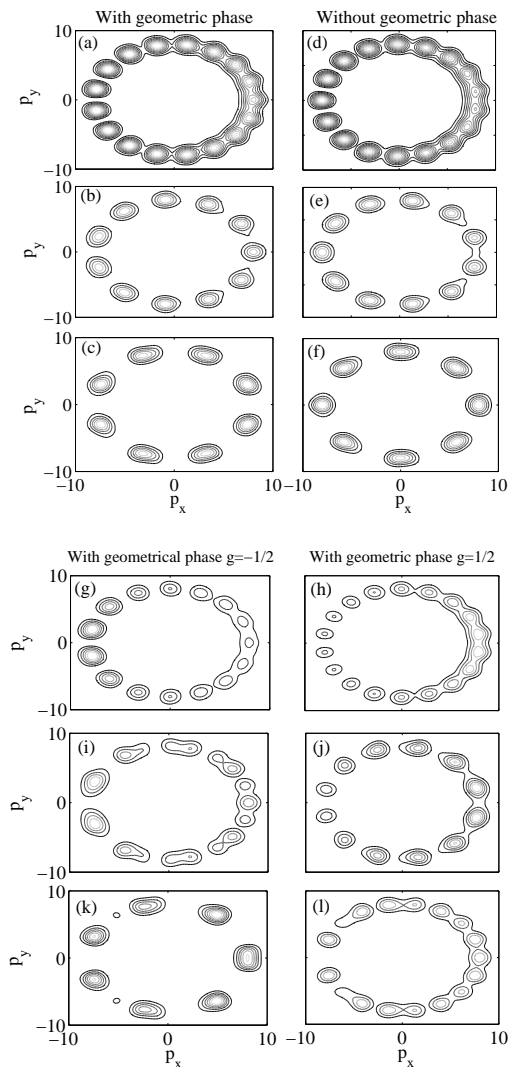 With geometric phase
Without geometric phase
10
(a)
(d)
p_y
0
−10
10
(b)
(e)
p_y
0
−10
10
(c)
(f)
p_y
0
−10
−10
0
10
−10
0
10
p_x
p_x
With geometrical phase g=−1/2
With geometric phase g=1/2
10
(g)
(h)
p_y
0
−10
10
(i)
(j)
p_y
0
−10
10
(k)
(l)
p_y
0
−10
−10
0
10
−10
0
10
p_x
p_x